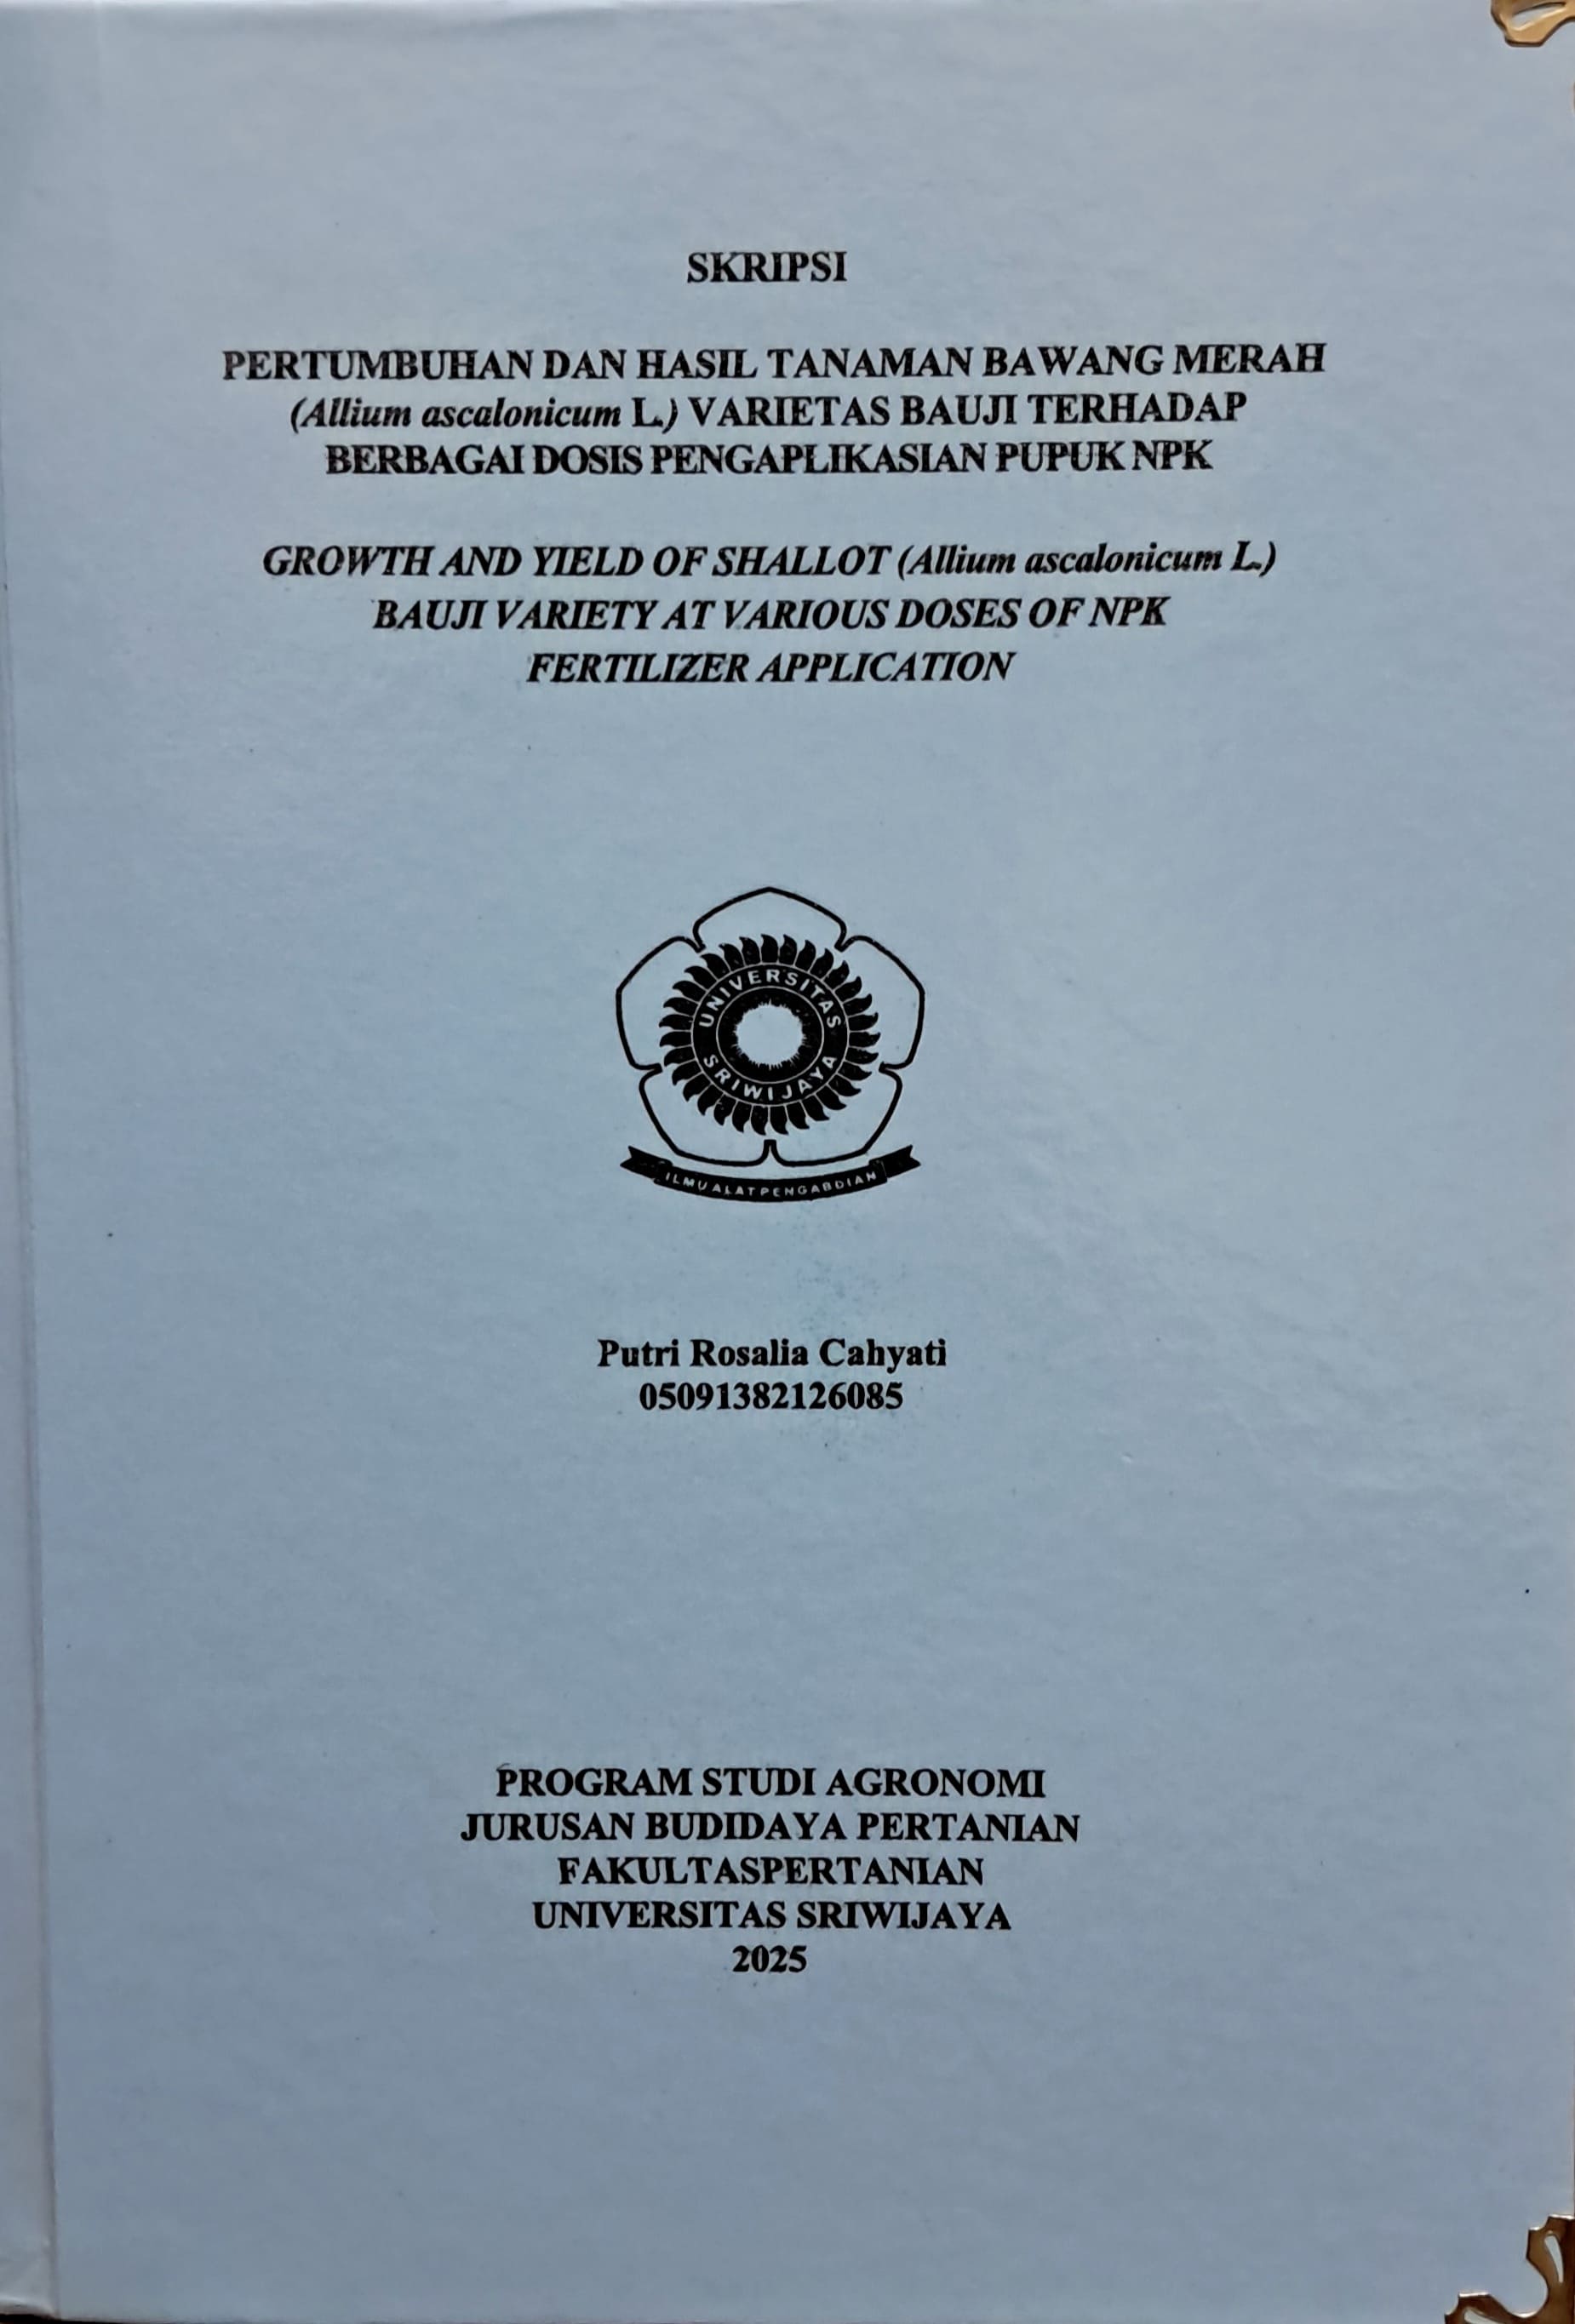 SKRIPSI
PERTUMBUHAN DAN HASIL TANAMAN BAWANG MERAH
(Allium ascalonicum L.) VARIETAS BAUJI TERHADAP
BERBAGAI DOSIS PENGAPLIKASIAN PUPUK NPK
GROWTH AND YIELD OF SHALLOT (Allium ascalonicum L.)
BAUJI VARIETY AT VARIOUS DOSES OF NPK
FERTILIZER APPLICATION
UNIVERSITAS
SRIWIJAYA
ILMU ALAT PENGABDIAN
Putri Rosalia Cahyati
05091382126085
PROGRAM STUDI AGRONOMI
JURUSAN BUDIDAYA PERTANIAN
FAKULTASPERTANIAN
UNIVERSITAS SRIWIJAYA
2025